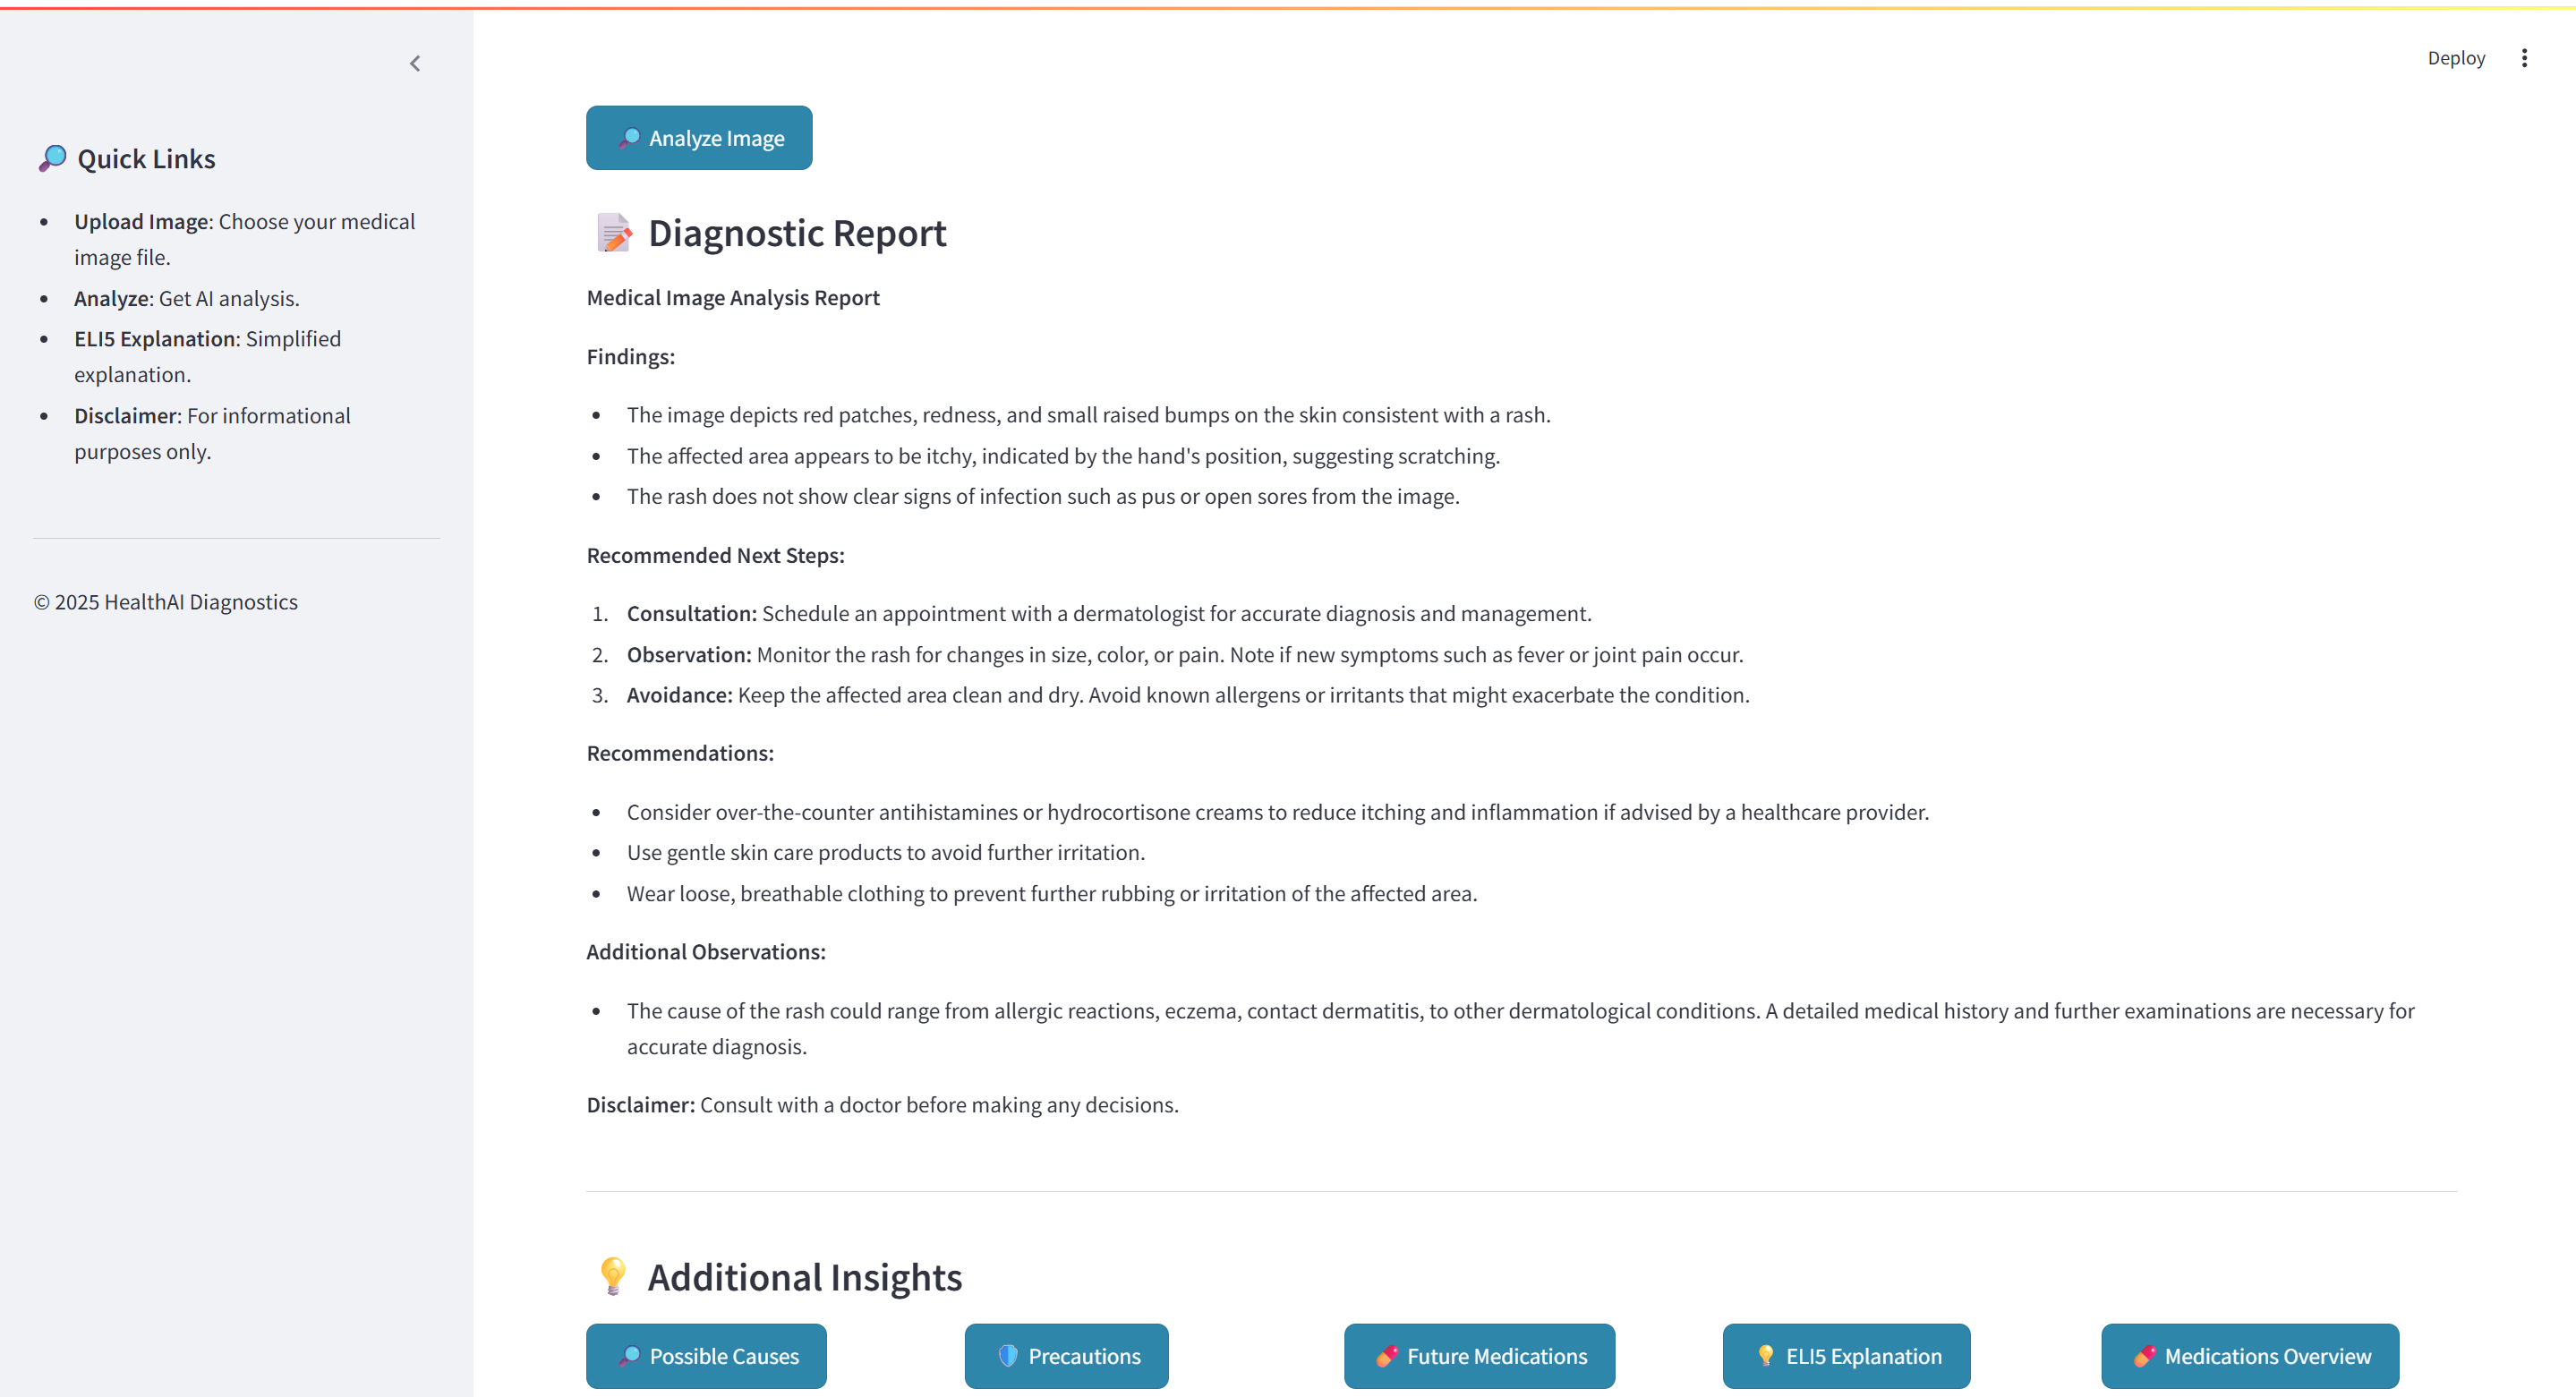 Deploy
🔎 Quick Links
• Upload Image: Choose your medical
image file.
• Analyze: Get AI analysis.
• ELI5 Explanation: Simplified
explanation.
• Disclaimer: For informational
purposes only.
© 2025 HealthAI Diagnostics
🔎 Analyze Image
📝 Diagnostic Report
Medical Image Analysis Report
Findings:
• The image depicts red patches, redness, and small raised bumps on the skin consistent with a rash.
• The affected area appears to be itchy, indicated by the hand's position, suggesting scratching.
• The rash does not show clear signs of infection such as pus or open sores from the image.
Recommended Next Steps:
1. Consultation: Schedule an appointment with a dermatologist for accurate diagnosis and management.
2. Observation: Monitor the rash for changes in size, color, or pain. Note if new symptoms such as fever or joint pain occur.
3. Avoidance: Keep the affected area clean and dry. Avoid known allergens or irritants that might exacerbate the condition.
Recommendations:
• Consider over-the-counter antihistamines or hydrocortisone creams to reduce itching and inflammation if advised by a healthcare provider.
• Use gentle skin care products to avoid further irritation.
• Wear loose, breathable clothing to prevent further rubbing or irritation of the affected area.
Additional Observations:
• The cause of the rash could range from allergic reactions, eczema, contact dermatitis, to other dermatological conditions. A detailed medical history and further examinations are necessary for
accurate diagnosis.
Disclaimer: Consult with a doctor before making any decisions.
💡 Additional Insights
🔎 Possible Causes
🛡️ Precautions
💊 Future Medications
💡 ELI5 Explanation
💊 Medications Overview